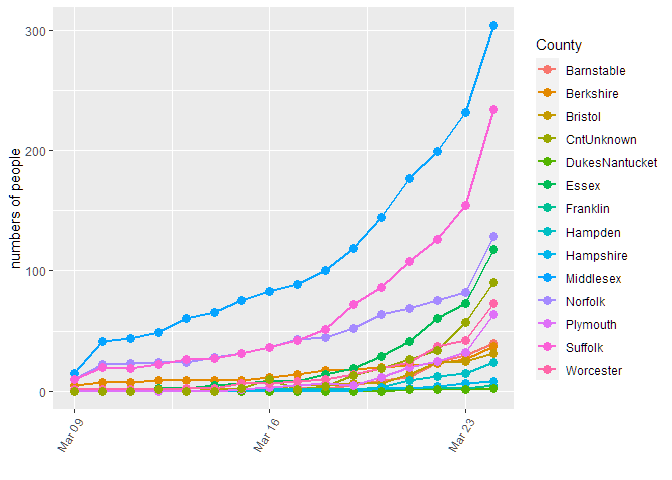 numbers of people
300
200
100
0
Mar 09
Mar 16
Mar 23
County
Barnstable
Berkshire
Bristol
CntUnknown
DukesNantucket
Essex
Franklin
Hampden
Hampshire
Middlesex
Norfolk
Plymouth
Suffolk
Worcester